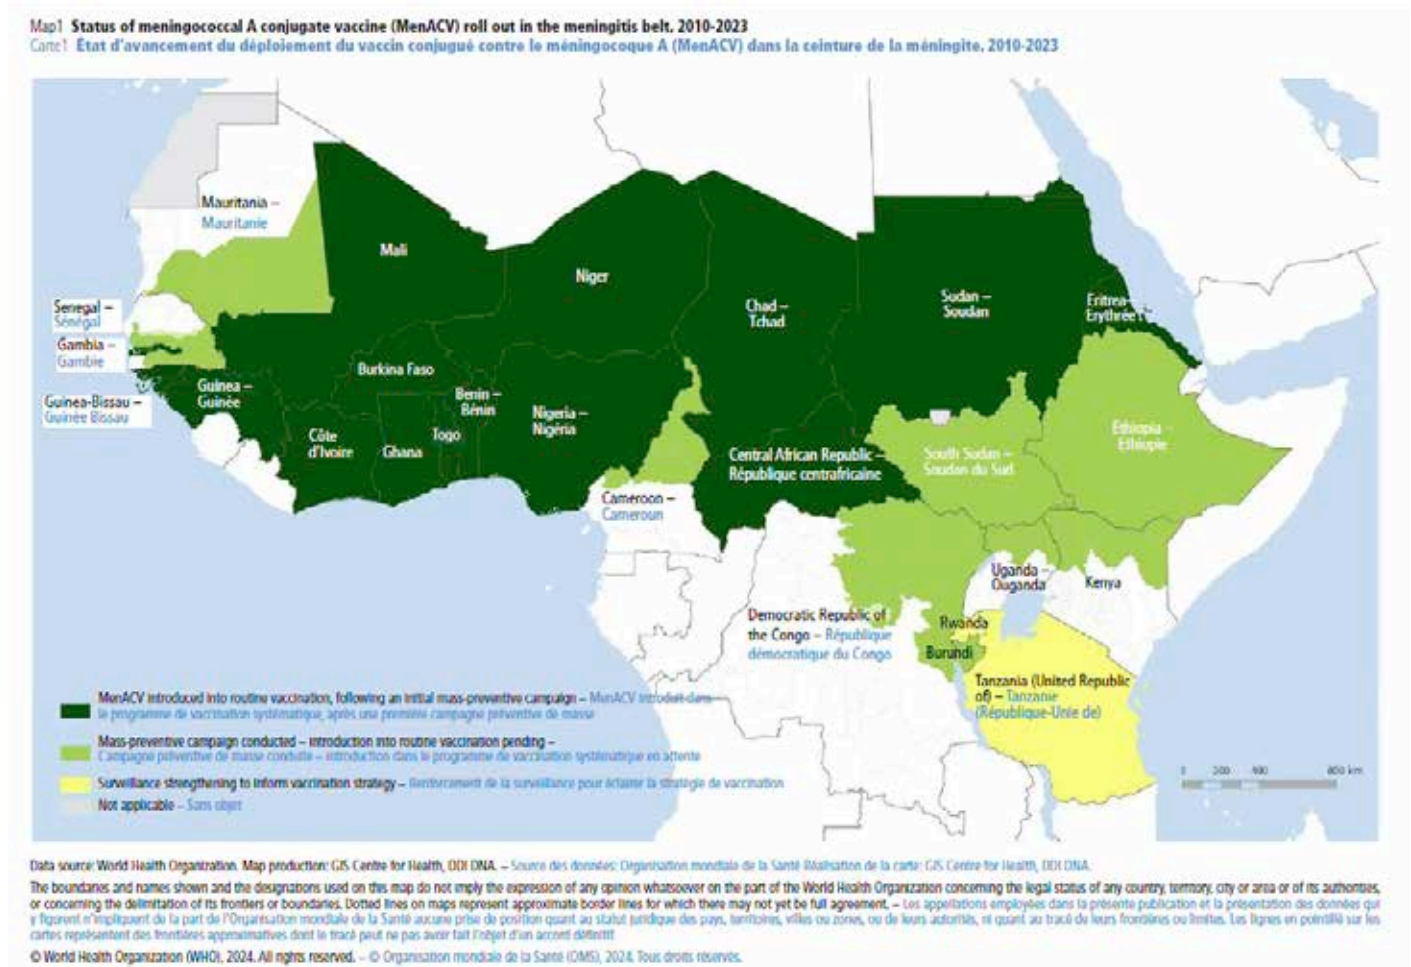 Map1 Status of meningococcal A conjugate vaccine (MenACV) roll out in the meningitis belt, 2010-2023
Carte1 État d'avancement du déploiement du vaccin conjugué contre le méningocoque A (MenACV) dans la ceinture de la méningite, 2010-2023
Mauritania –
Mauritanie
Mali
Niger
Chad –
Tchad
Sudan –
Soudan
Eritrea–
Erythrée
Senegal –
Sénégal
Gambia –
Gambie
Guinea-Bissau –
Guinée Bissau
Guinea –
Guinée
Burkina Faso
Benin –
Bénin
Togo
Côte
d'Ivoire
Ghana
Nigeria –
Nigéria
Central African Republic –
République centrafricaine
South Sudan –
Soudan du Sud
Ethiopia –
Ethiopie
Cameroon –
Cameroun
Uganda –
Ouganda
Kenya
Democratic Republic of
the Congo – République
démocratique du Congo
Rwanda
Burundi
Tanzania (United Republic
of) – Tanzanie
(République-Unie de)
MenACV introduced into routine vaccination, following an initial mass-preventive campaign – MenACV introduit dans
le programme de vaccination systématique, après une première campagne préventive de masse
Mass-preventive campaign conducted – introduction into routine vaccination pending –
Campagne préventive de masse conduite – introduction dans le programme de vaccination systématique en attente
Surveillance strengthening to inform vaccination strategy – Renforcement de la surveillance pour éclairer la stratégie de vaccination
Not applicable – Sans objet
0 200 400 800 km
Data source: World Health Organization. Map production: GIS Centre for Health, DDI DNA. – Source des données: Organisation mondiale de la Santé Réalisation de la carte: GIS Centre for Health, DDI DNA.
The boundaries and names shown and the designations used on this map do not imply the expression of any opinion whatsoever on the part of the World Health Organization concerning the legal status of any country, territory, city or area or of its authorities,
or concerning the delimitation of its frontiers or boundaries. Dotted lines on maps represent approximate border lines for which there may not yet be full agreement. – Les appellations employées dans la présente publication et la présentation des données qui
y figurent n'impliquent de la part de l'Organisation mondiale de la Santé aucune prise de position quant au statut juridique des pays, territoires, villes ou zones, ou de leurs autorités, ni quant au tracé de leurs frontières ou limites. Les lignes en pointillé sur les
cartes représentent des frontières approximatives dont le tracé peut ne pas avoir fait l'objet d'un accord définitif.
© World Health Organization (WHO), 2024. All rights reserved. – © Organisation mondiale de la Santé (OMS), 2024. Tous droits réservés.